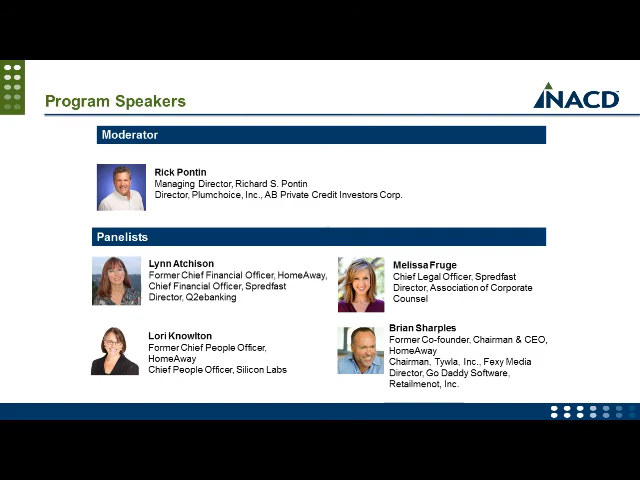 Program Speakers
NACD
Moderator
Rick Pontin
Managing Director, Richard S. Pontin
Director, Plumchoice, Inc., AB Private Credit Investors Corp.
Panelists
Lynn Atchison
Former Chief Financial Officer, HomeAway,
Chief Financial Officer, Spredfast
Director, Q2ebanking
Melissa Fruge
Chief Legal Officer, Spredfast
Director, Association of Corporate
Counsel
Lori Knowlton
Former Chief People Officer,
HomeAway
Chief People Officer, Silicon Labs
Brian Sharples
Former Co-founder, Chairman & CEO,
HomeAway
Chairman, Tywla, Inc., Fexy Media
Director, Go Daddy Software,
Retailmenot, Inc.